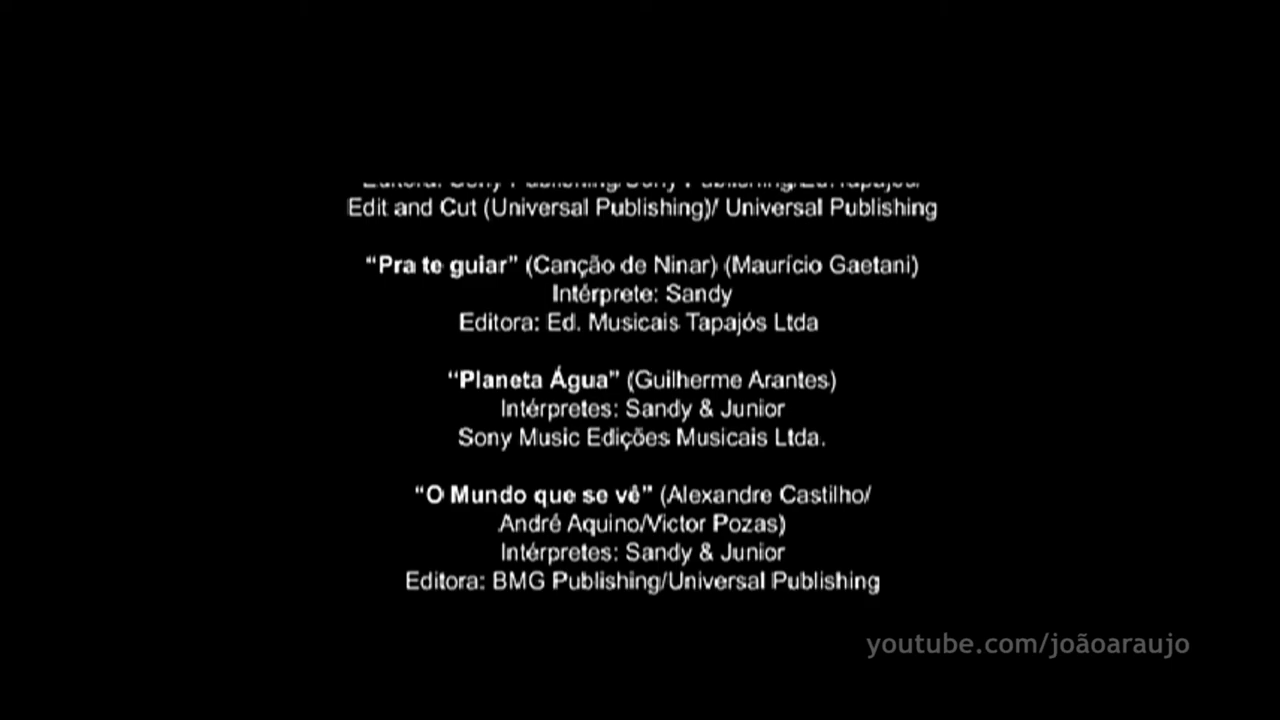 Edit and Cut (Universal Publishing)/ Universal Publishing
“Pra te guiar” (Canção de Ninar) (Maurício Gaetani)
Intérprete: Sandy
Editora: Ed. Musicais Tapajós Ltda
“Planeta Água” (Guilherme Arantes)
Intérpretes: Sandy & Junior
Sony Music Edições Musicais Ltda.
“O Mundo que se vê” (Alexandre Castilho/
André Aquino/Victor Pozas)
Intérpretes: Sandy & Junior
Editora: BMG Publishing/Universal Publishing
youtube.com/joãoaraujo